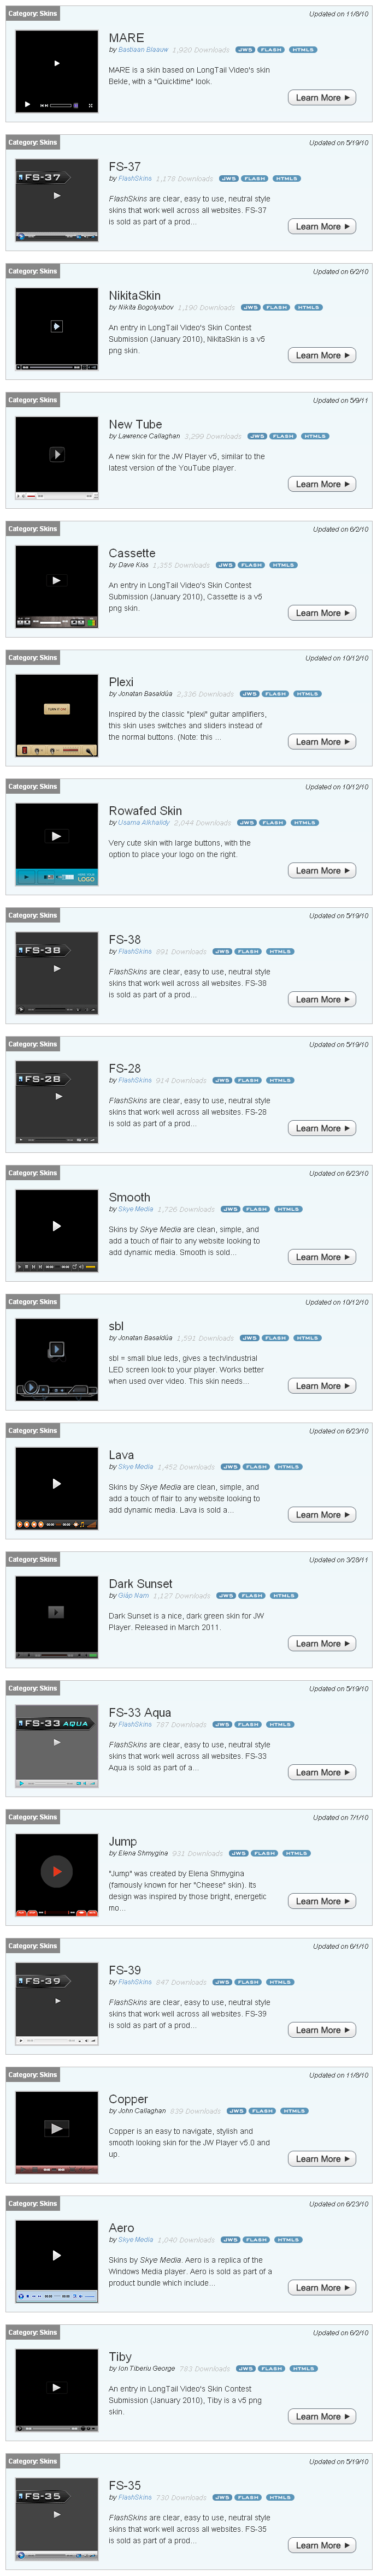 Category: Skins
Updated on 11/8/10
MARE
by Bastiaan Blaauw 1,920 Downloads JW5 FLASH HTML5
MARE is a skin based on LongTail Video's skin
Bekle, with a "Quicktime" look.
Learn More
Category: Skins
Updated on 5/19/10
FS-37
FS-37
by FlashSkins 1,178 Downloads JW5 FLASH HTML5
FlashSkins are clear, easy to use, neutral style
skins that work well across all websites. FS-37
is sold as part of a prod...
Learn More
Category: Skins
Updated on 6/2/10
NikitaSkin
by Nikita Bogolyubov 1,190 Downloads JW5 FLASH HTML5
An entry in LongTail Video's Skin Contest
Submission (January 2010), NikitaSkin is a v5
png skin.
Learn More
Category: Skins
Updated on 5/9/11
New Tube
by Lawrence Callaghan 2,299 Downloads JW5 FLASH HTML5
A new skin for the JW Player v5, similar to the
latest version of the YouTube player.
Learn More
Category: Skins
Updated on 6/2/10
Cassette
by Dave Kiss 1,355 Downloads JW5 FLASH HTML5
An entry in LongTail Video's Skin Contest
Submission (January 2010), Cassette is a v5
png skin.
Learn More
Category: Skins
Updated on 10/12/10
Plexi
by Jonatan Basaldúa 2,336 Downloads JW5 FLASH HTML5
Inspired by the classic "plexi" guitar amplifiers,
this skin uses switches and sliders instead of
the normal buttons. (Note: this ...
Learn More
Category: Skins
Updated on 10/12/10
Rowafed Skin
by Usama Alkhalidy 2,044 Downloads JW5 FLASH HTML5
Very cute skin with large buttons, with the
option to place your logo on the right.
LOGO
Learn More
Category: Skins
Updated on 5/19/10
FS-38
FS-38
by FlashSkins 891 Downloads JW5 FLASH HTML5
FlashSkins are clear, easy to use, neutral style
skins that work well across all websites. FS-38
is sold as part of a prod...
Learn More
Category: Skins
Updated on 5/19/10
FS-28
FS-28
by FlashSkins 914 Downloads JW5 FLASH HTML5
FlashSkins are clear, easy to use, neutral style
skins that work well across all websites. FS-28
is sold as part of a prod...
Learn More
Category: Skins
Updated on 6/23/10
Smooth
by Skye Media 1,726 Downloads JW5 FLASH HTML5
Skins by Skye Media are clean, simple, and
add a touch of flair to any website looking to
add dynamic media. Smooth is sold...
Learn More
Category: Skins
Updated on 10/12/10
sbl
by Jonatan Basaldúa 1,591 Downloads JW5 FLASH HTML5
sbl = small blue leds, gives a tech/industrial
LED screen look to your player. Works better
when used over video. This skin needs...
Learn More
Category: Skins
Updated on 6/23/10
Lava
by Skye Media 1,452 Downloads JW5 FLASH HTML5
Skins by Skye Media are clean, simple, and
add a touch of flair to any website looking to
add dynamic media. Lava is sold a...
Learn More
Category: Skins
Updated on 3/28/11
Dark Sunset
by Giáp Nam 1,127 Downloads JW5 FLASH HTML5
Dark Sunset is a nice, dark green skin for JW
Player. Released in March 2011.
Learn More
Category: Skins
Updated on 5/19/10
FS-33 AQUA
FS-33 Aqua
by FlashSkins 787 Downloads JW5 FLASH HTML5
FlashSkins are clear, easy to use, neutral style
skins that work well across all websites. FS-33
Aqua is sold as part of a...
Learn More
Category: Skins
Updated on 7/1/10
Jump
by Elena Shmygina 931 Downloads JW5 FLASH HTML5
"Jump" was created by Elena Shmygina
(famously known for her "Cheese" skin). Its
design was inspired by those bright, energetic
mo...
Learn More
Category: Skins
Updated on 6/1/10
FS-39
FS-39
by FlashSkins 847 Downloads JW5 FLASH HTML5
FlashSkins are clear, easy to use, neutral style
skins that work well across all websites. FS-39
is sold as part of a prod...
Learn More
Category: Skins
Updated on 11/8/10
Copper
by John Callaghan 839 Downloads JW5 FLASH HTML5
Copper is an easy to navigate, stylish and
smooth looking skin for the JW Player v5.0 and
up.
Learn More
Category: Skins
Updated on 6/23/10
Aero
by Skye Media 1,040 Downloads JW5 FLASH HTML5
Skins by Skye Media. Aero is a replica of the
Windows Media player. Aero is sold as part of a
product bundle which include...
Learn More
Category: Skins
Updated on 6/2/10
Tiby
by Ion Tiberiu George 783 Downloads JW5 FLASH HTML5
An entry in LongTail Video's Skin Contest
Submission (January 2010), Tiby is a v5 png
skin.
Learn More
Category: Skins
Updated on 5/19/10
FS-35
FS-35
by FlashSkins 730 Downloads JW5 FLASH HTML5
FlashSkins are clear, easy to use, neutral style
skins that work well across all websites. FS-35
is sold as part of a prod...
Learn More